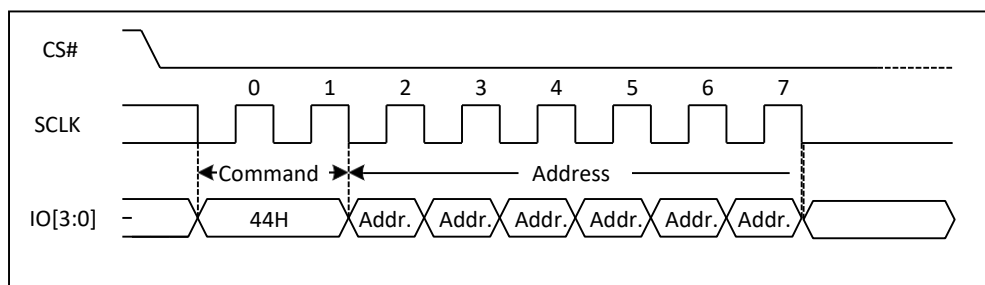 CS#
0 1 2 3 4 5 6 7
SCLK
Command Address
IO[3:0] 44H Addr. Addr. Addr. Addr. Addr. Addr.